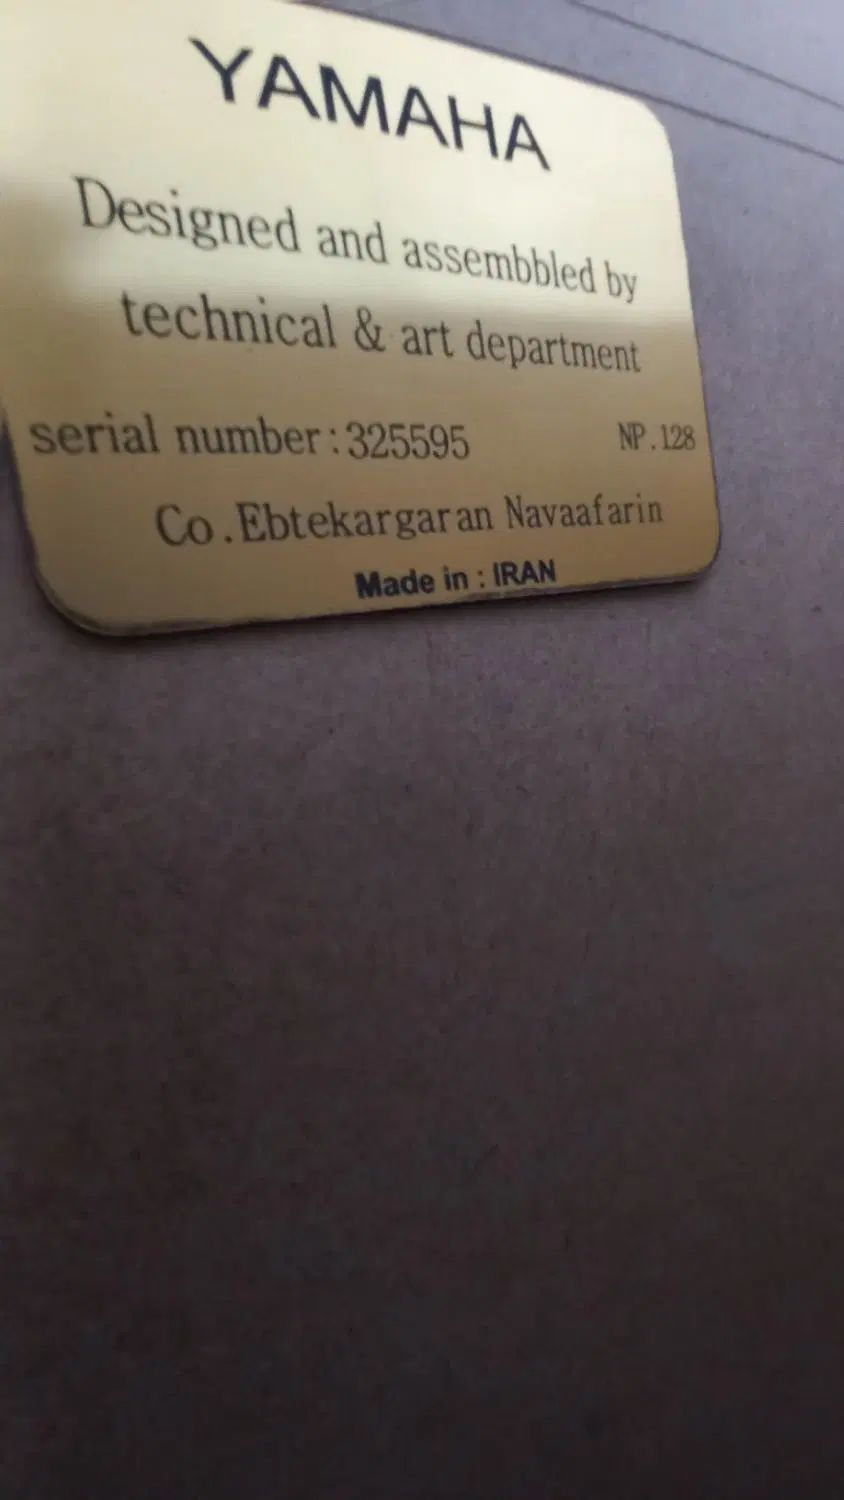 YAMAHA
Designed and assembbled by
technical & art department
serial number:325595 NP.128
Co.Ebtekargaran Navaafarin
Made in : IRAN